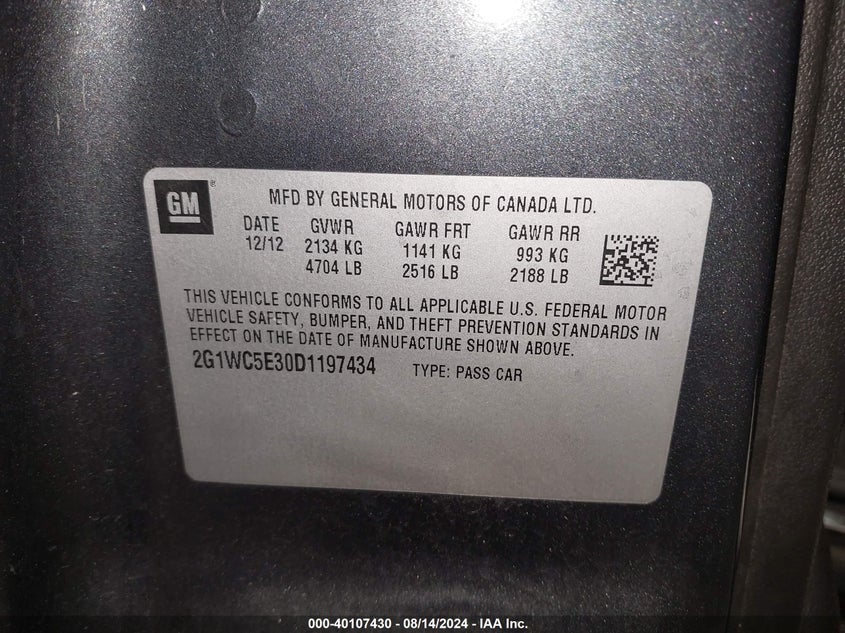 GM
®
MFD BY GENERAL MOTORS OF CANADA LTD.
DATE GVWR GAWR FRT GAWR RR
12/12 2134 KG 1141 KG 993 KG
4704 LB 2516 LB 2188 LB
THIS VEHICLE CONFORMS TO ALL APPLICABLE U.S. FEDERAL MOTOR
VEHICLE SAFETY, BUMPER, AND THEFT PREVENTION STANDARDS IN
EFFECT ON THE DATE OF MANUFACTURE SHOWN ABOVE.
2G1WC5E30D1197434 TYPE: PASS CAR
000-40107430 - 08/14/2024 - IAA Inc.